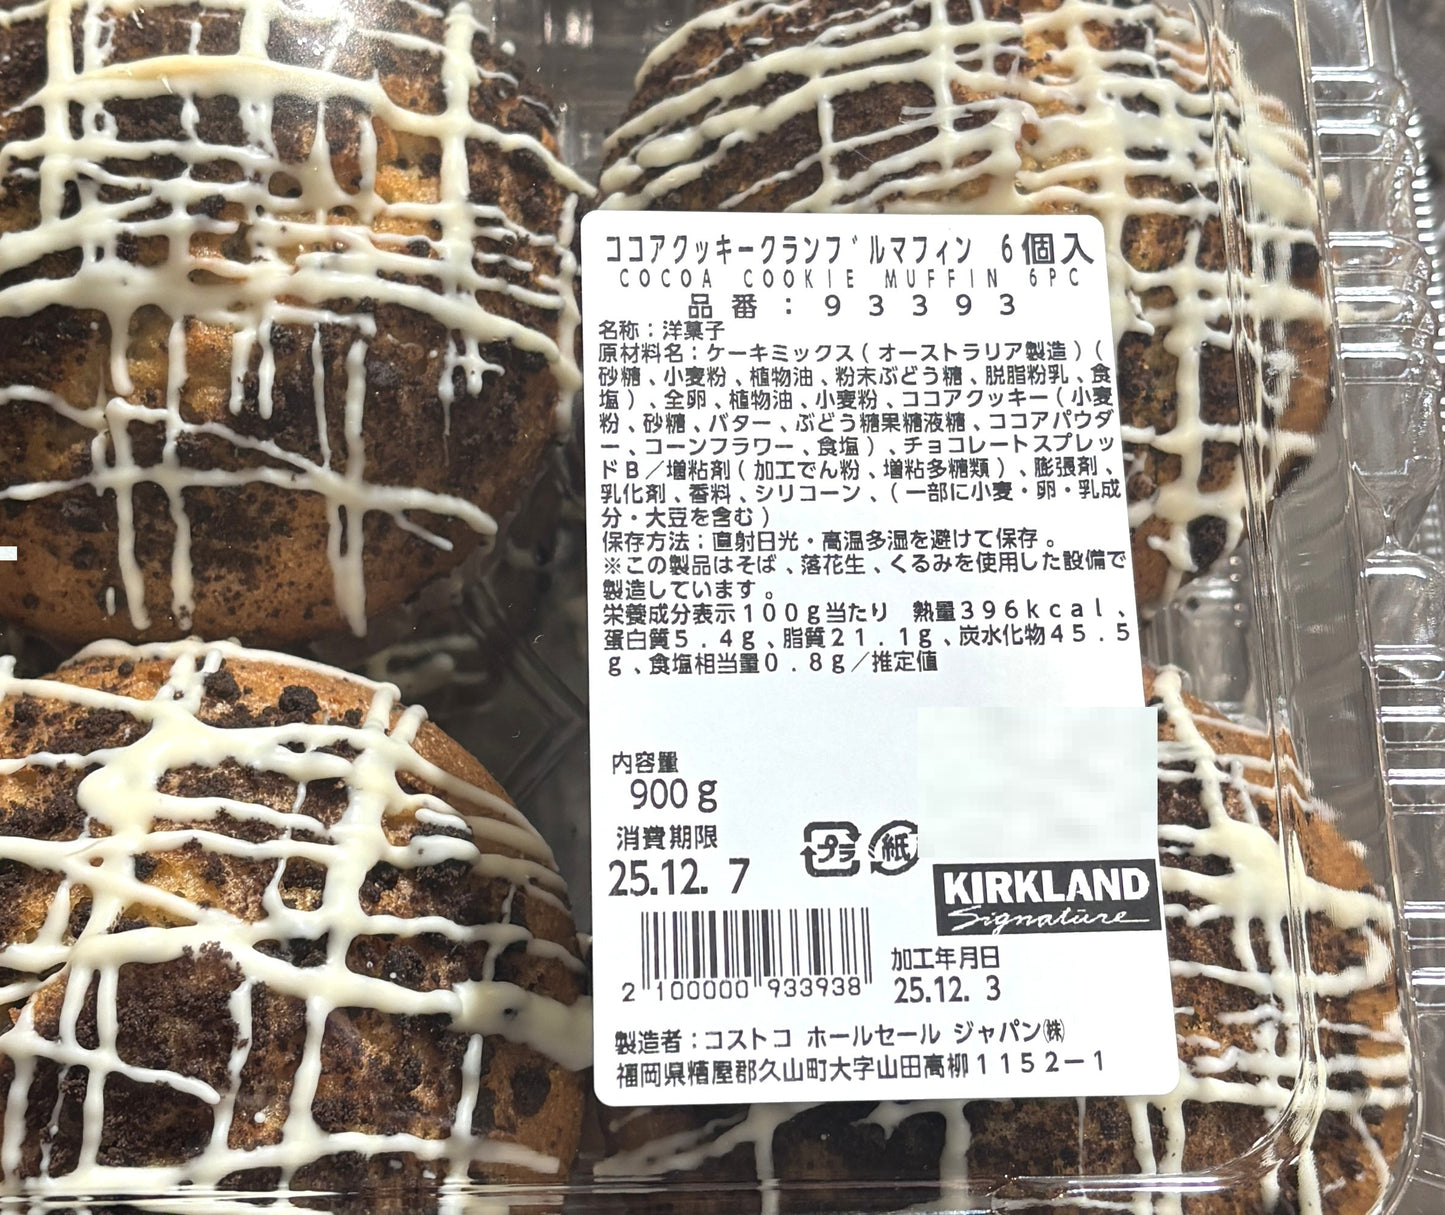 ココアクッキークランブルマフィン 6個入
COCOA COOKIE MUFFIN 6PC
品番：93393
名称：洋菓子
原材料名：ケーキミックス（オーストラリア製造）（
砂糖、小麦粉、植物油、粉末ぶどう糖、脱脂粉乳、食
塩）、全卵、植物油、小麦粉、ココアクッキー（小麦
粉、砂糖、バター、ぶどう糖果糖液糖、ココアパウダ
ー、コーンフラワー、食塩）、チョコレートスプレッ
ドB／増粘剤（加工でん粉、増粘多糖類）、膨張剤、
乳化剤、香料、シリコーン、（一部に小麦・卵・乳成
分・大豆を含む）
保存方法：直射日光・高温多湿を避けて保存。
※この製品はそば、落花生、くるみを使用した設備で
製造しています。
栄養成分表示100g当たり 熱量396kcal、
蛋白質5.4g、脂質21.1g、炭水化物45.5
g、食塩相当量0.8g／推定値
内容量
900g
消費期限
25.12. 7
プラ 紙
KIRKLAND
Signature
2 100000 933938
加工年月日
25.12. 3
製造者：コストコ ホールセール ジャパン㈱
福岡県糟屋郡久山町大字山田高柳1152－1